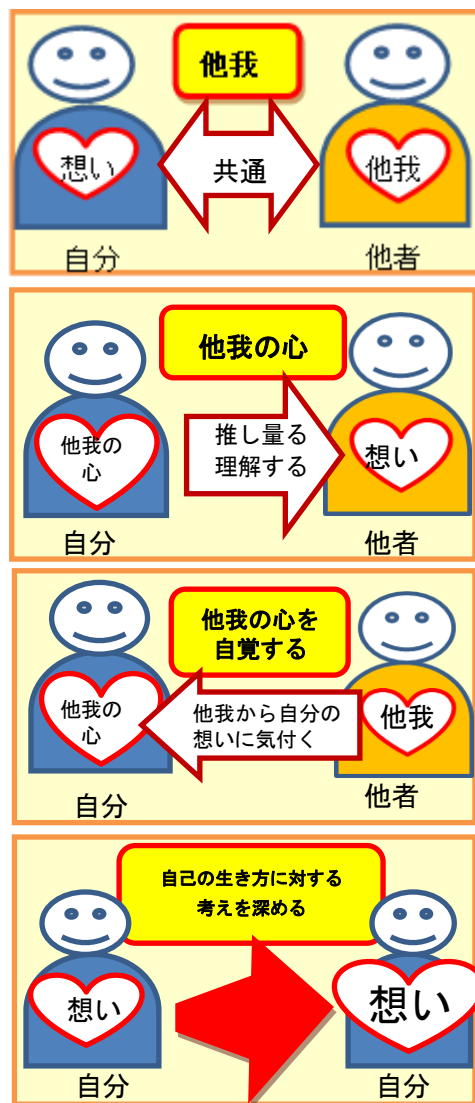 他我
想い
共通
他我
自分
他者
他我の心
他我の
心
推し量る
理解する
想い
自分
他者
他我の心を
自覚する
他我の
心
他我から自分の
想いに気付く
他我
自分
他者
自己の生き方に対する
考えを深める
想い
想い
自分
自分